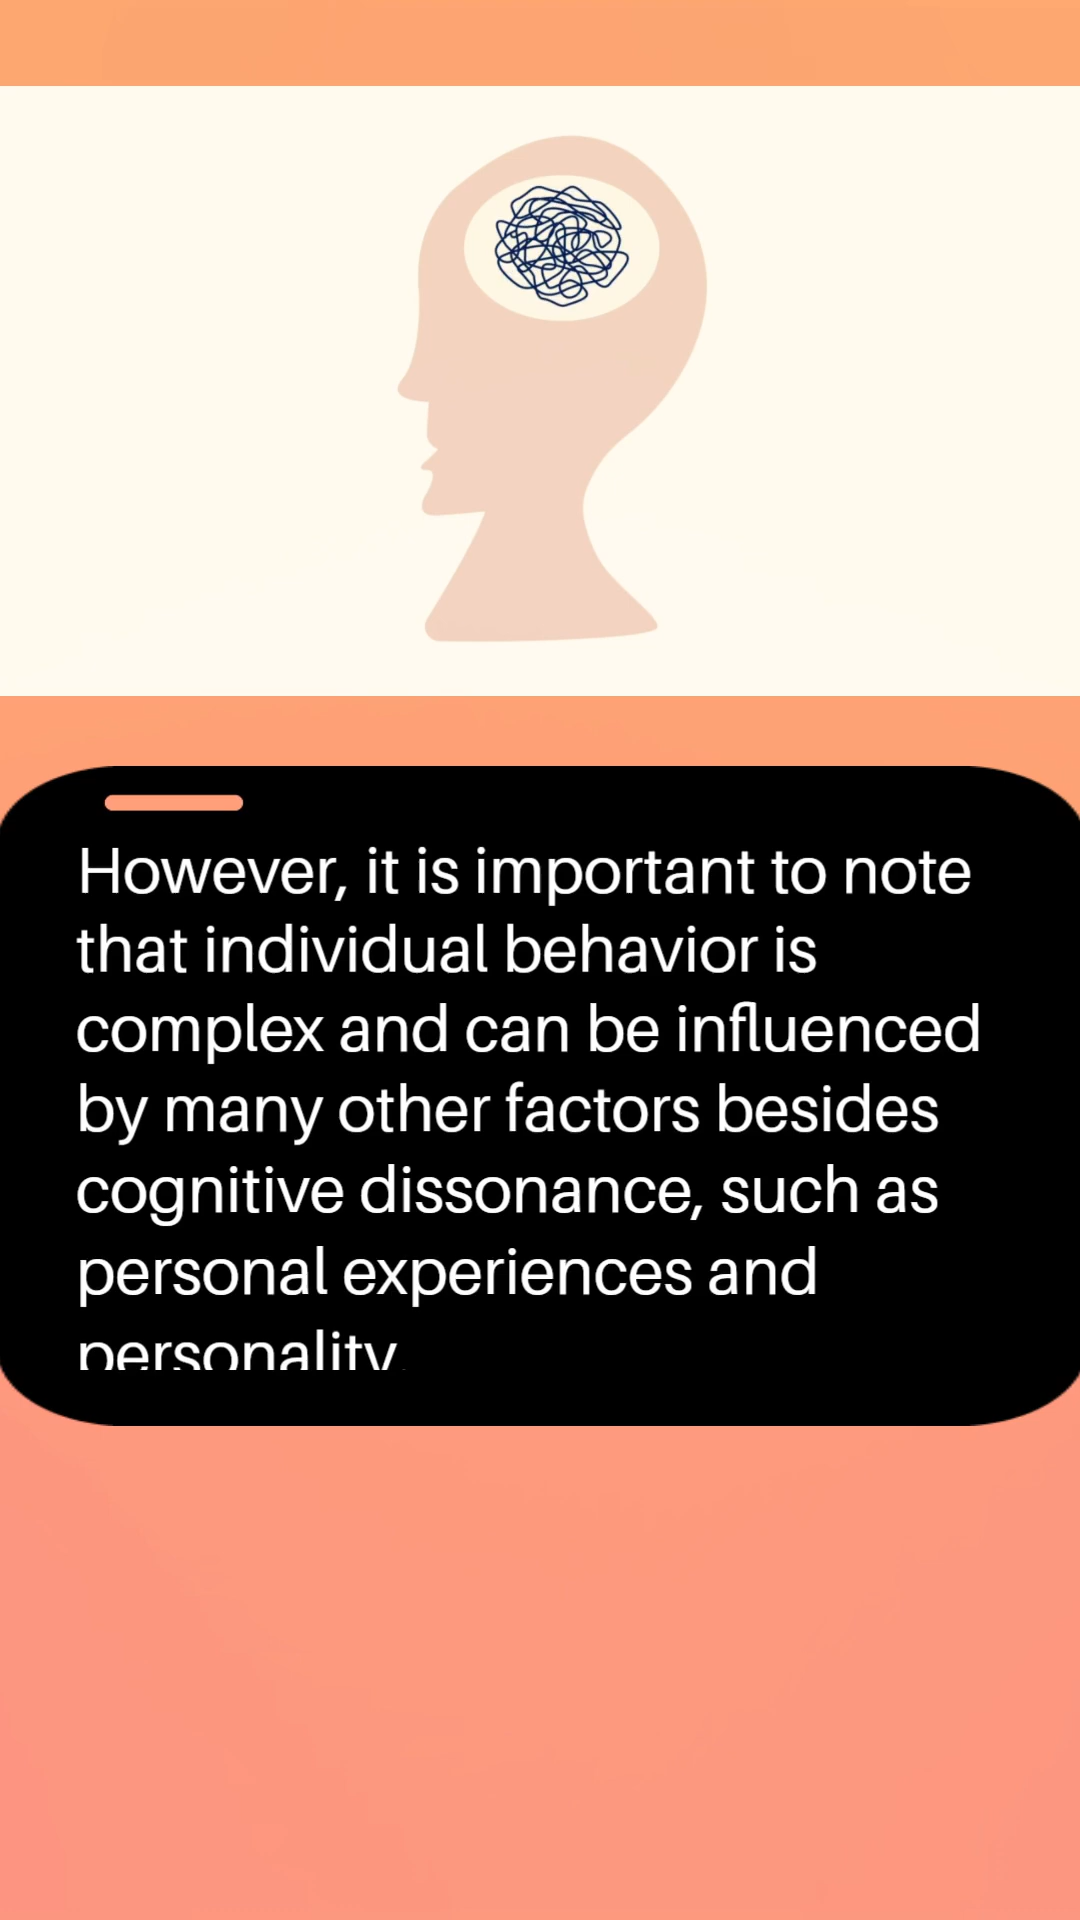 However, it is important to note
that individual behavior is
complex and can be influenced
by many other factors besides
cognitive dissonance, such as
personal experiences and
personality.